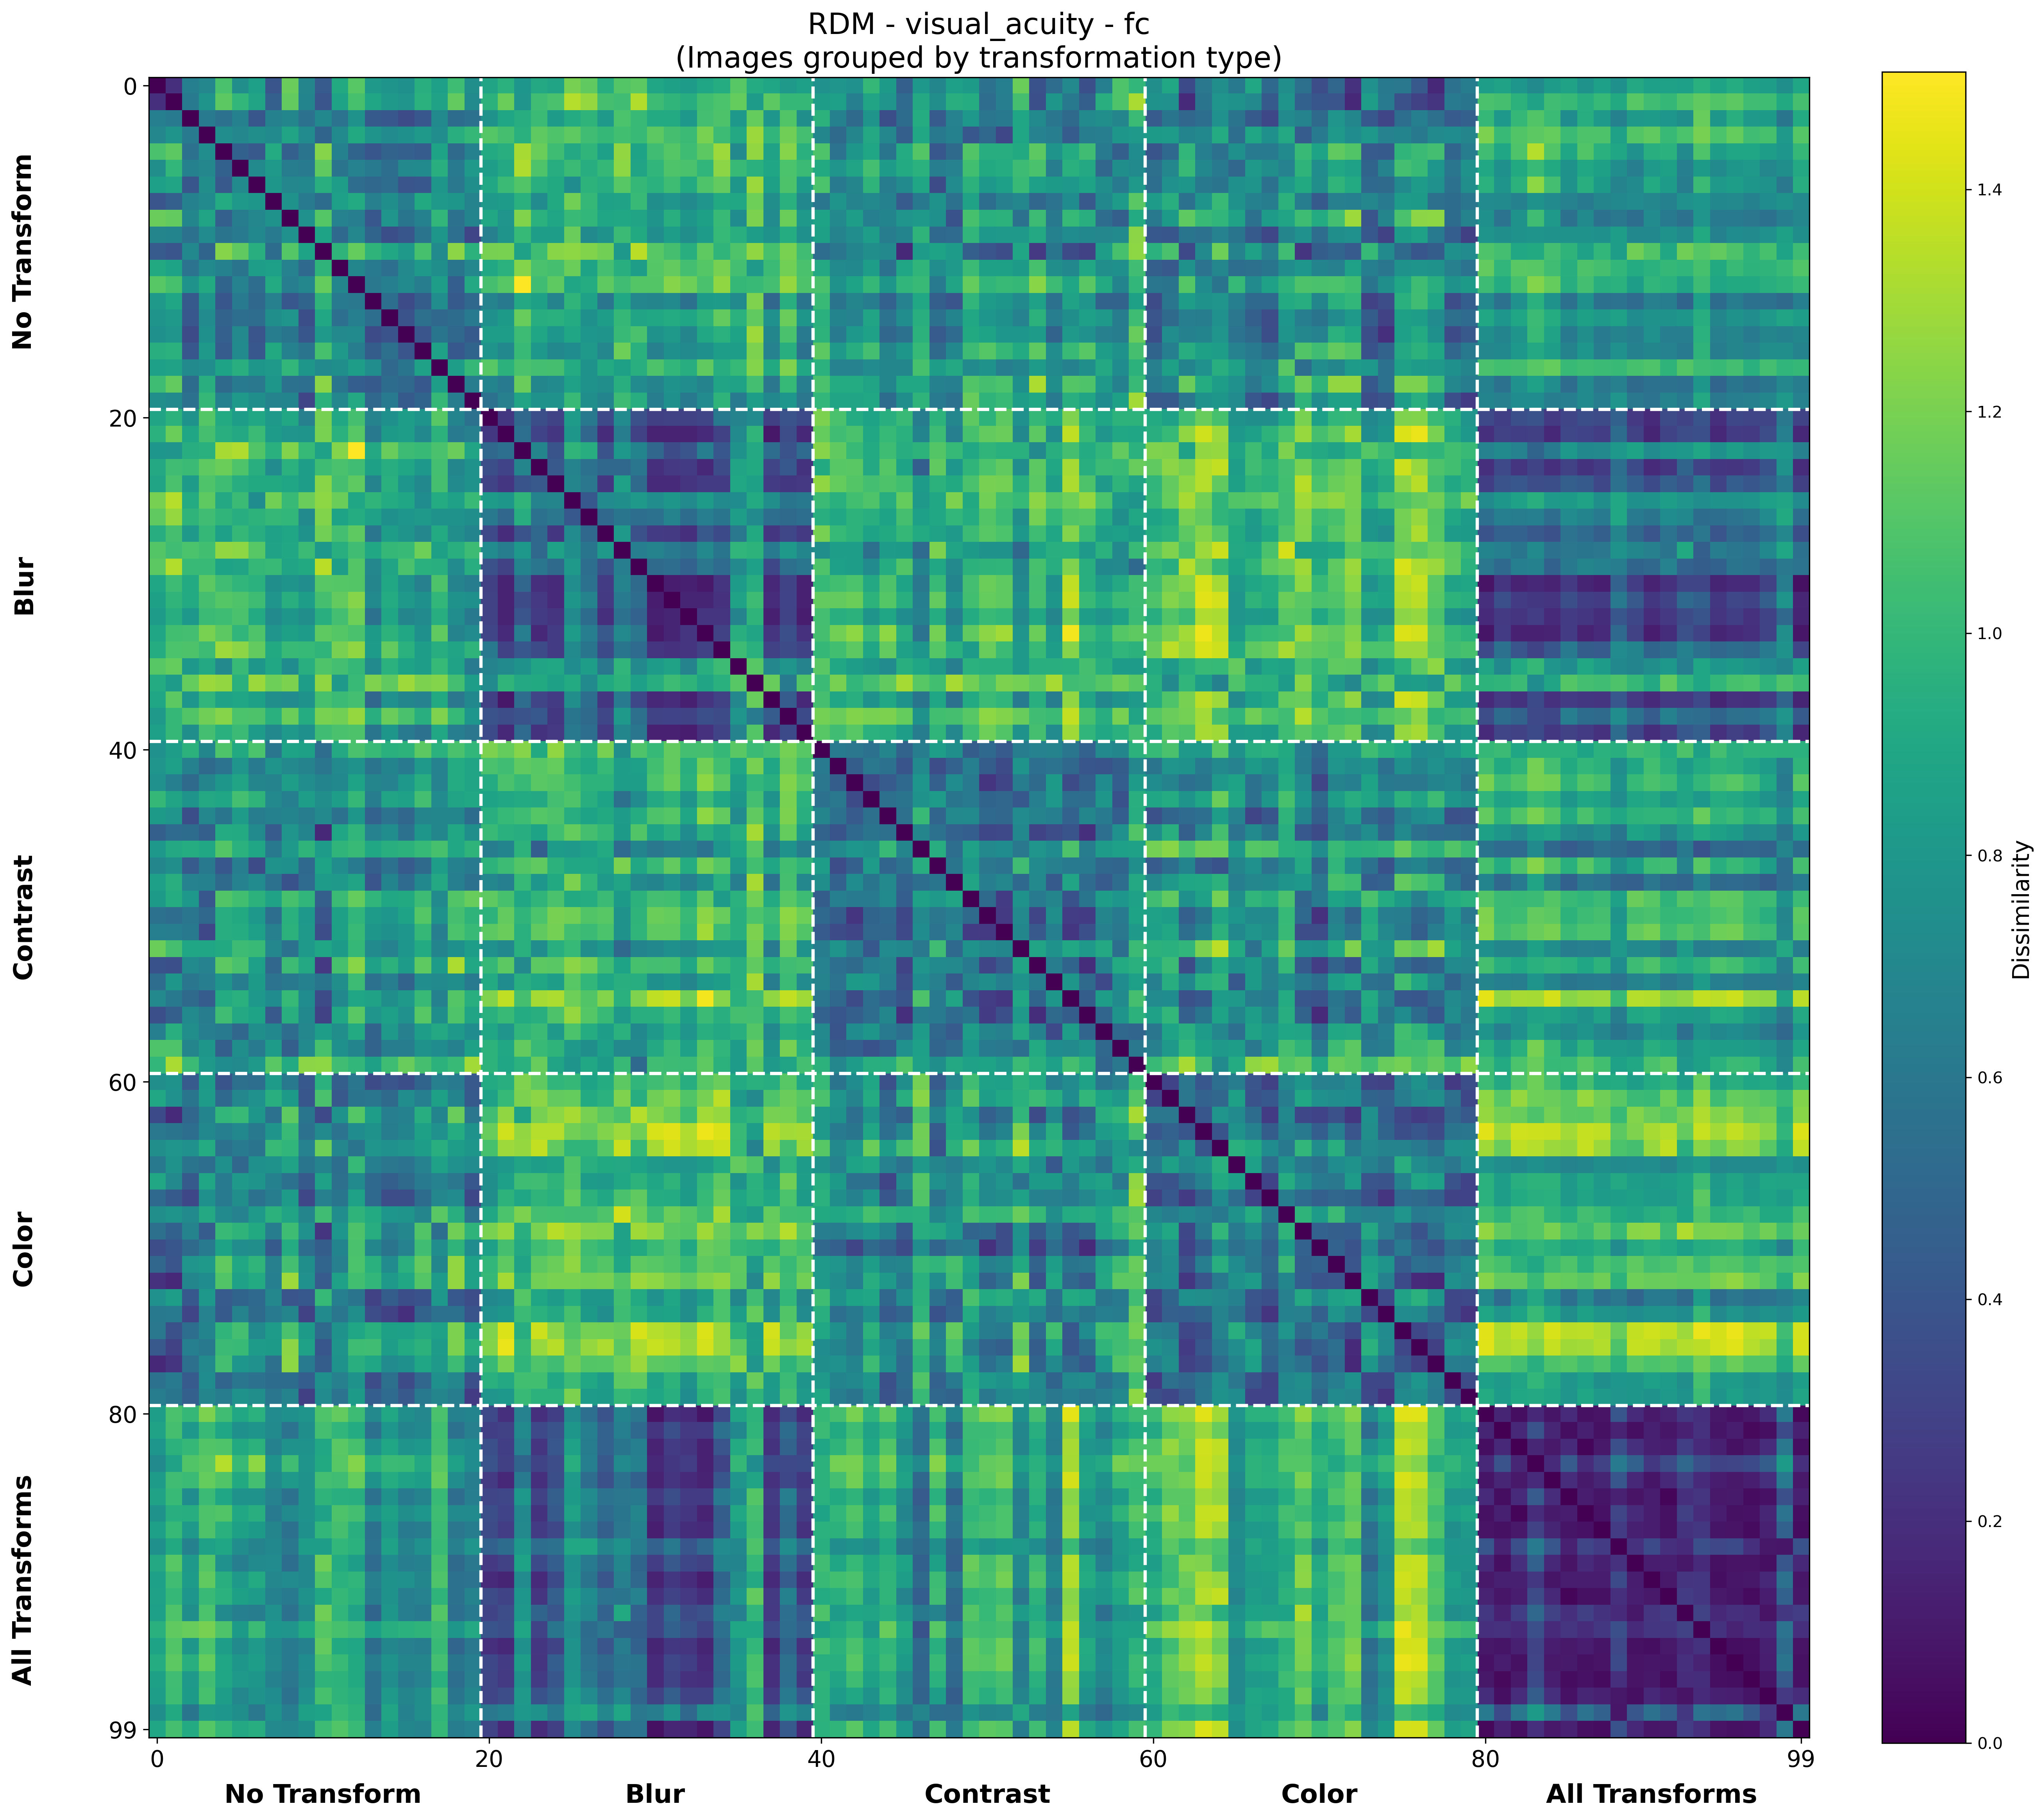 RDM - visual_acuity - fc
(Images grouped by transformation type)
0
20
40
60
80
99
No Transform
Blur
Contrast
Color
All Transforms
0
20
40
60
80
99
No Transform
Blur
Contrast
Color
All Transforms
1.4
1.2
1.0
0.8
0.6
0.4
0.2
0.0
Dissimilarity